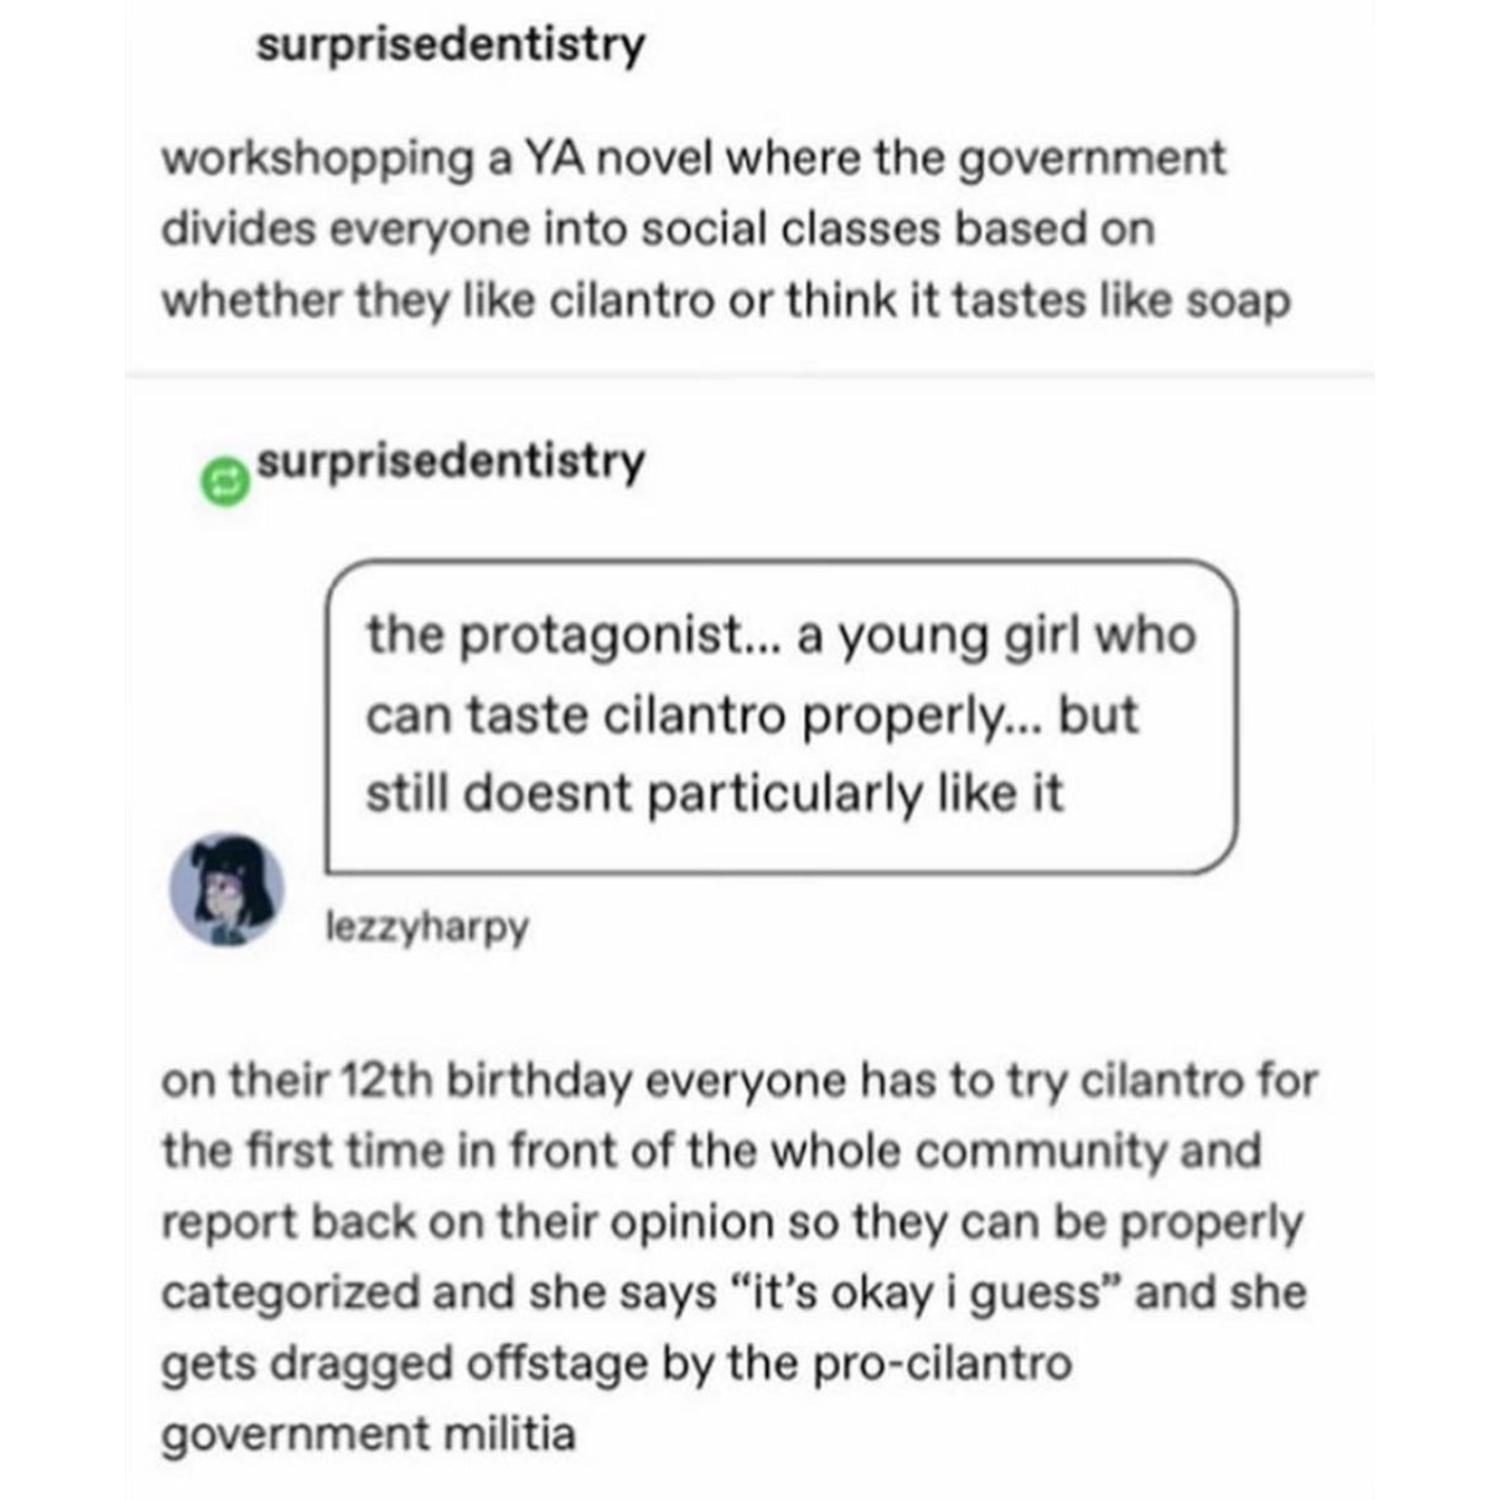 surprisedentistry
workshopping a YA novel where the government
divides everyone into social classes based on
whether they like cilantro or think it tastes like soap
surprisedentistry
the protagonist... a young girl who
can taste cilantro properly... but
still doesnt particularly like it
lezzyharpy
on their 12th birthday everyone has to try cilantro for
the first time in front of the whole community and
report back on their opinion so they can be properly
categorized and she says “it’s okay i guess” and she
gets dragged offstage by the pro-cilantro
government militia